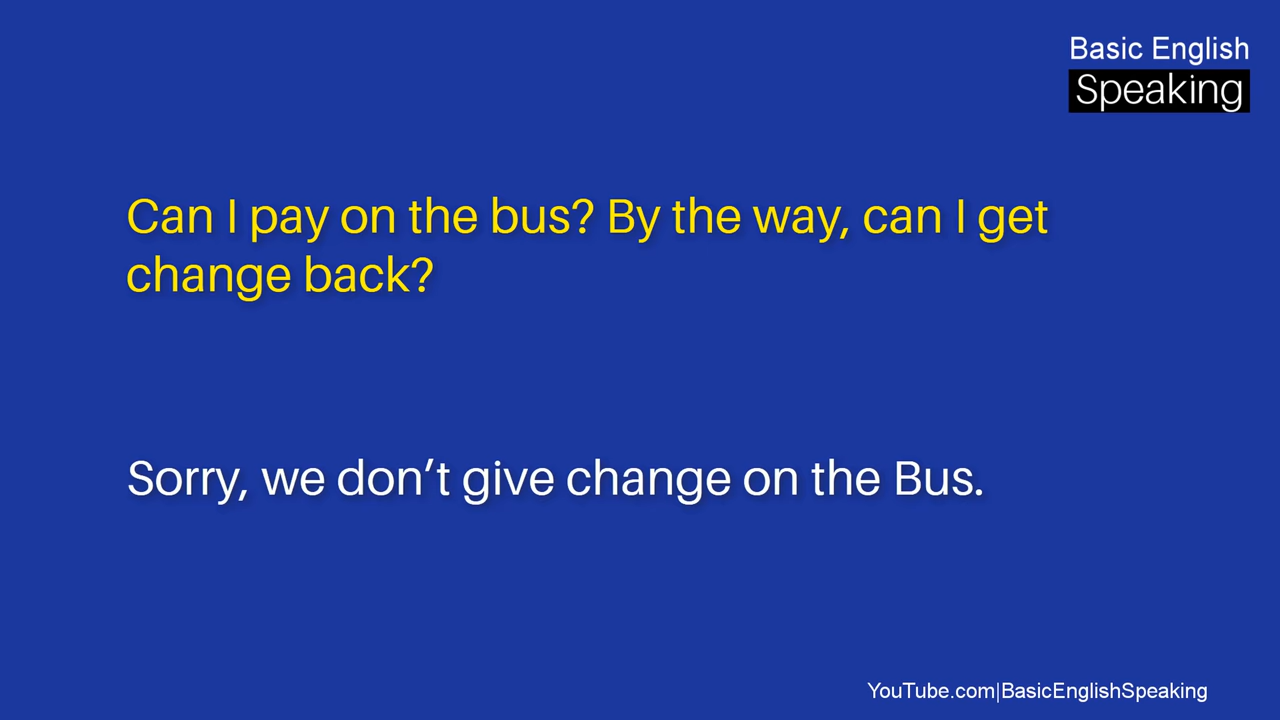 Basic English
Speaking
Can I pay on the bus? By the way, can I get
change back?
Sorry, we don’t give change on the Bus.
YouTube.com|BasicEnglishSpeaking